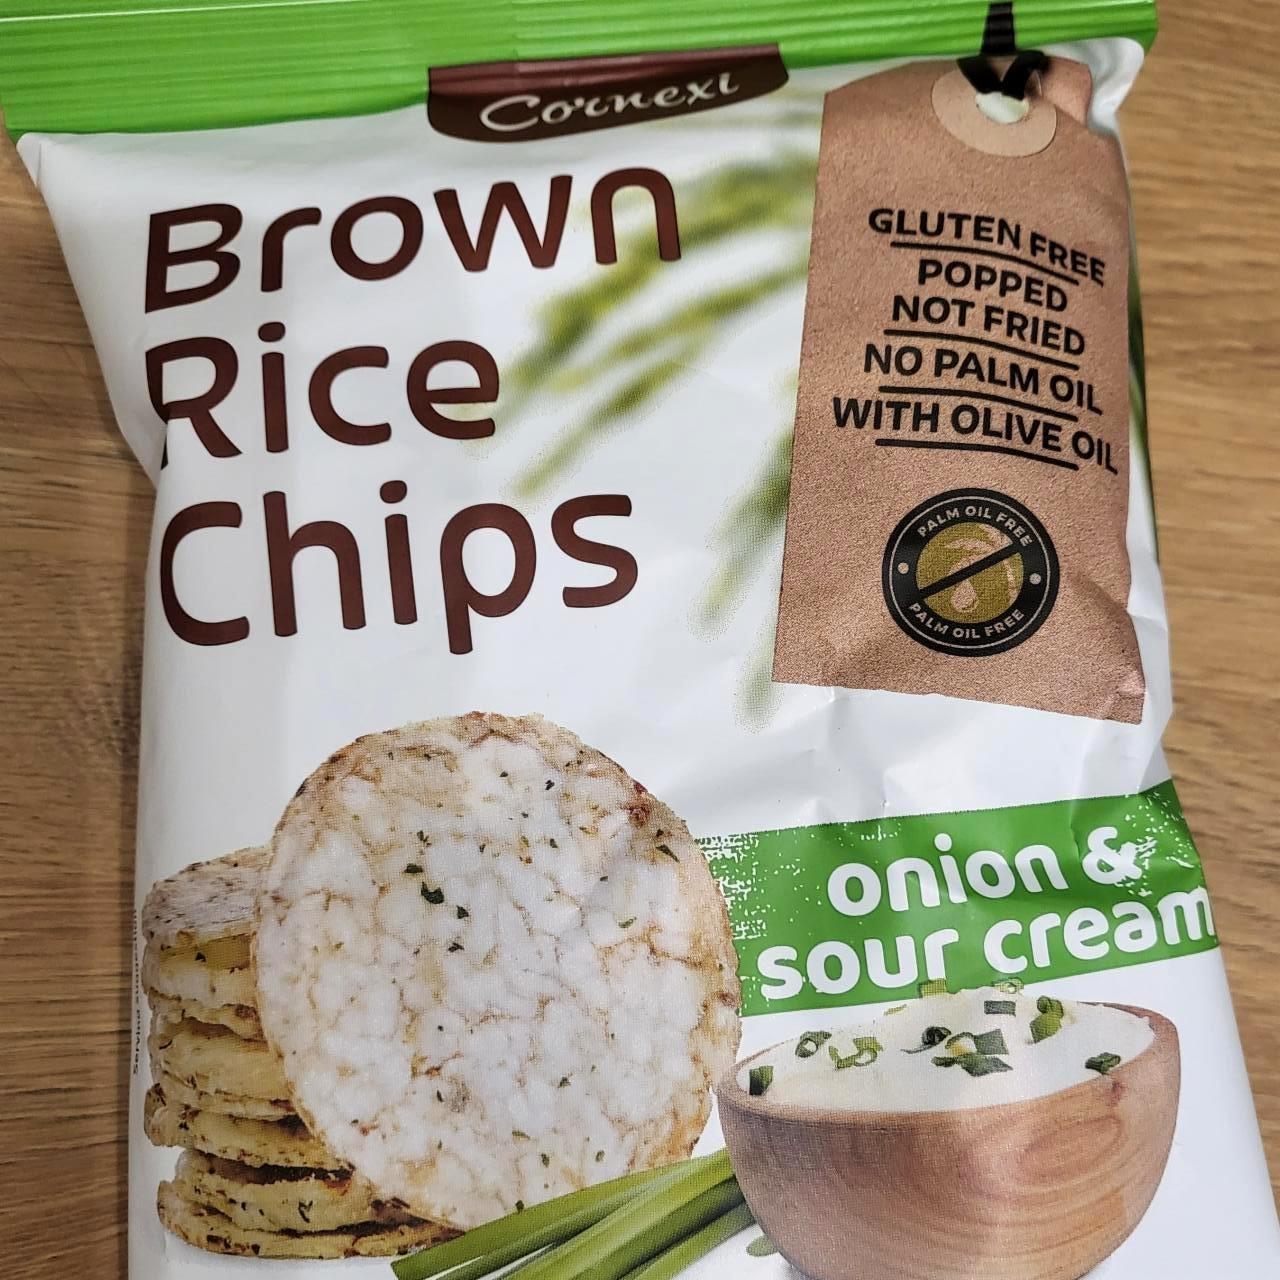 Cornexi
Brown
Rice
Chips
GLUTEN FREE
POPPED
NOT FRIED
NO PALM OIL
WITH OLIVE OIL
PALM OIL FREE
PALM OIL FREE
onion &
sour cream